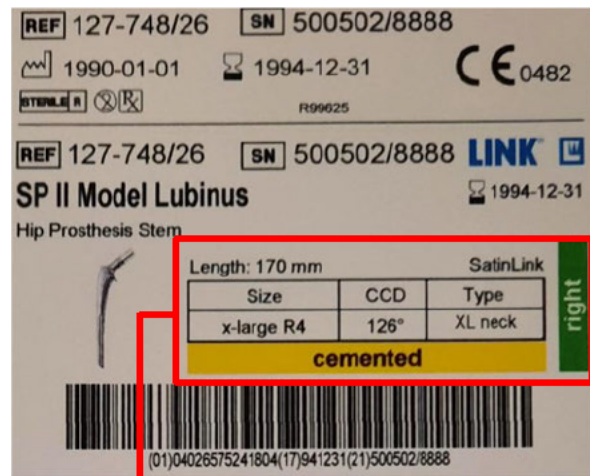 REF 127-748/26 SN 500502/8888
1990-01-01 1994-12-31 CE 0482
STERILE R Rx
R99625
REF 127-748/26 SN 500502/8888 LINK
SP II Model Lubinus 1994-12-31
Hip Prosthesis Stem
Length: 170 mm SatinLink
Size CCD Type
x-large R4 126° XL neck
right
cemented
(01)04026575241804(17)941231(21)500502/8888